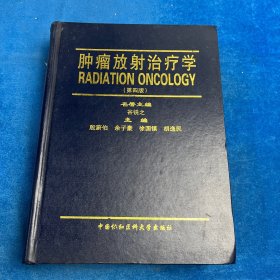 肿瘤放射治疗学
RADIATION ONCOLOGY
(第四版)
名誉主编
谷铣之
主编
殷蔚伯 余子豪 徐国镇 胡逸民
中国协和医科大学出版社